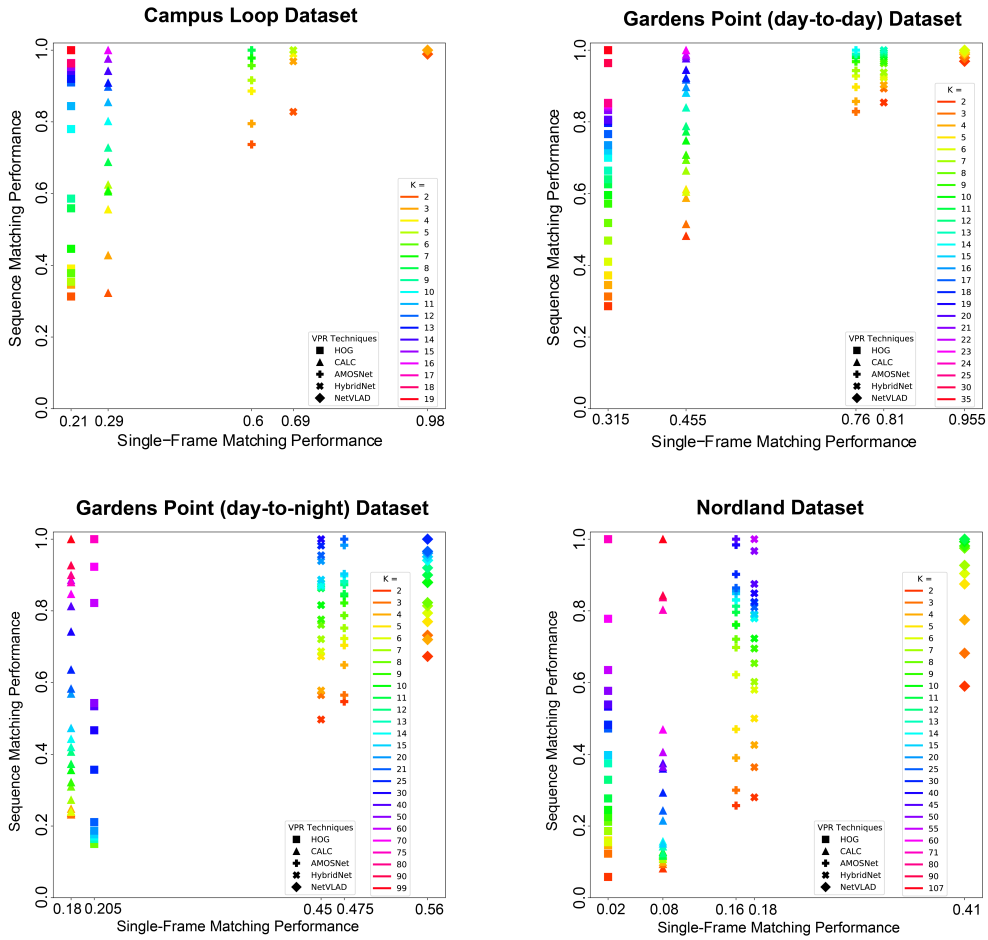 Campus Loop Dataset
Sequence Matching Performance
1.0
0.8
0.6
0.4
0.2
0.0
K =
2
3
4
5
6
7
8
9
10
11
12
13
14
15
16
17
18
19
VPR Techniques
HOG
CALC
AMOSNet
HybridNet
NetVLAD
0.21 0.29 0.6 0.69 0.98
Single−Frame Matching Performance
Gardens Point (day-to-day) Dataset
Sequence Matching Performance
1.0
0.8
0.6
0.4
0.2
0.0
K =
2
3
4
5
6
7
8
9
10
11
12
13
14
15
16
17
18
19
20
21
22
23
24
25
30
35
VPR Techniques
HOG
CALC
AMOSNet
HybridNet
NetVLAD
0.315 0.455 0.76 0.81 0.955
Single−Frame Matching Performance
Gardens Point (day-to-night) Dataset
Sequence Matching Performance
1.0
0.8
0.6
0.4
0.2
0.0
K =
2
3
4
5
6
7
8
9
10
11
12
13
14
15
20
21
25
30
40
50
60
70
75
80
90
99
VPR Techniques
HOG
CALC
AMOSNet
HybridNet
NetVLAD
0.18 0.205 0.45 0.475 0.56
Single-Frame Matching Performance
Nordland Dataset
Sequence Matching Performance
1.0
0.8
0.6
0.4
0.2
0.0
K =
2
3
4
5
6
7
8
9
10
11
12
13
14
15
20
25
30
40
45
50
55
60
71
80
90
107
VPR Techniques
HOG
CALC
AMOSNet
HybridNet
NetVLAD
0.02 0.08 0.16 0.18 0.41
Single-Frame Matching Performance